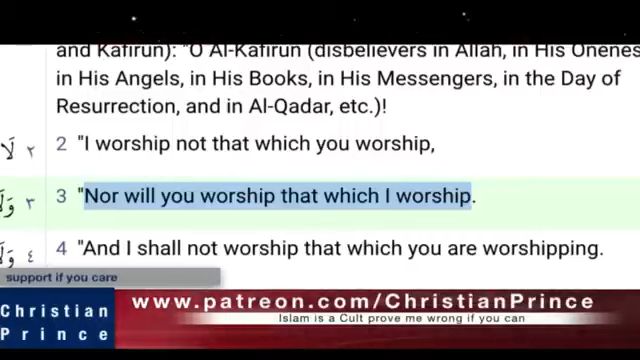 and Kafirun): "O Al-Kafirun (disbelievers in Allah, in His Onenes
in His Angels, in His Books, in His Messengers, in the Day of
Resurrection, and in Al-Qadar, etc.)!
٢ لَا 2 "I worship not that which you worship,
٣ وَلَا 3 "Nor will you worship that which I worship.
٤ وَلَا 4 "And I shall not worship that which you are worshipping.
support if you care
Christian
Prince
www.patreon.com/ChristianPrince
Islam is a Cult prove me wrong if you can